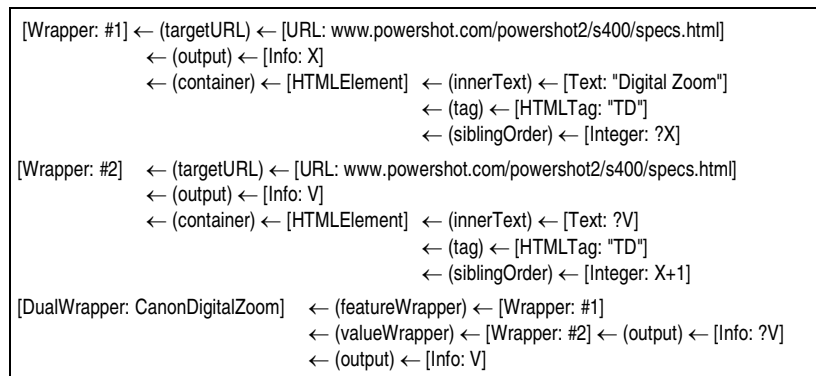 [Wrapper: #1] ← (targetURL) ← [URL: www.powershot.com/powershot2/s400/specs.html]
← (output) ← [Info: X]
← (container) ← [HTMLElement] ← (innerText) ← [Text: "Digital Zoom"]
← (tag) ← [HTMLTag: "TD"]
← (siblingOrder) ← [Integer: ?X]
[Wrapper: #2] ← (targetURL) ← [URL: www.powershot.com/powershot2/s400/specs.html]
← (output) ← [Info: V]
← (container) ← [HTMLElement] ← (innerText) ← [Text: ?V]
← (tag) ← [HTMLTag: "TD"]
← (siblingOrder) ← [Integer: X+1]
[DualWrapper: CanonDigitalZoom] ← (featureWrapper) ← [Wrapper: #1]
← (valueWrapper) ← [Wrapper: #2] ← (output) ← [Info: ?V]
← (output) ← [Info: V]